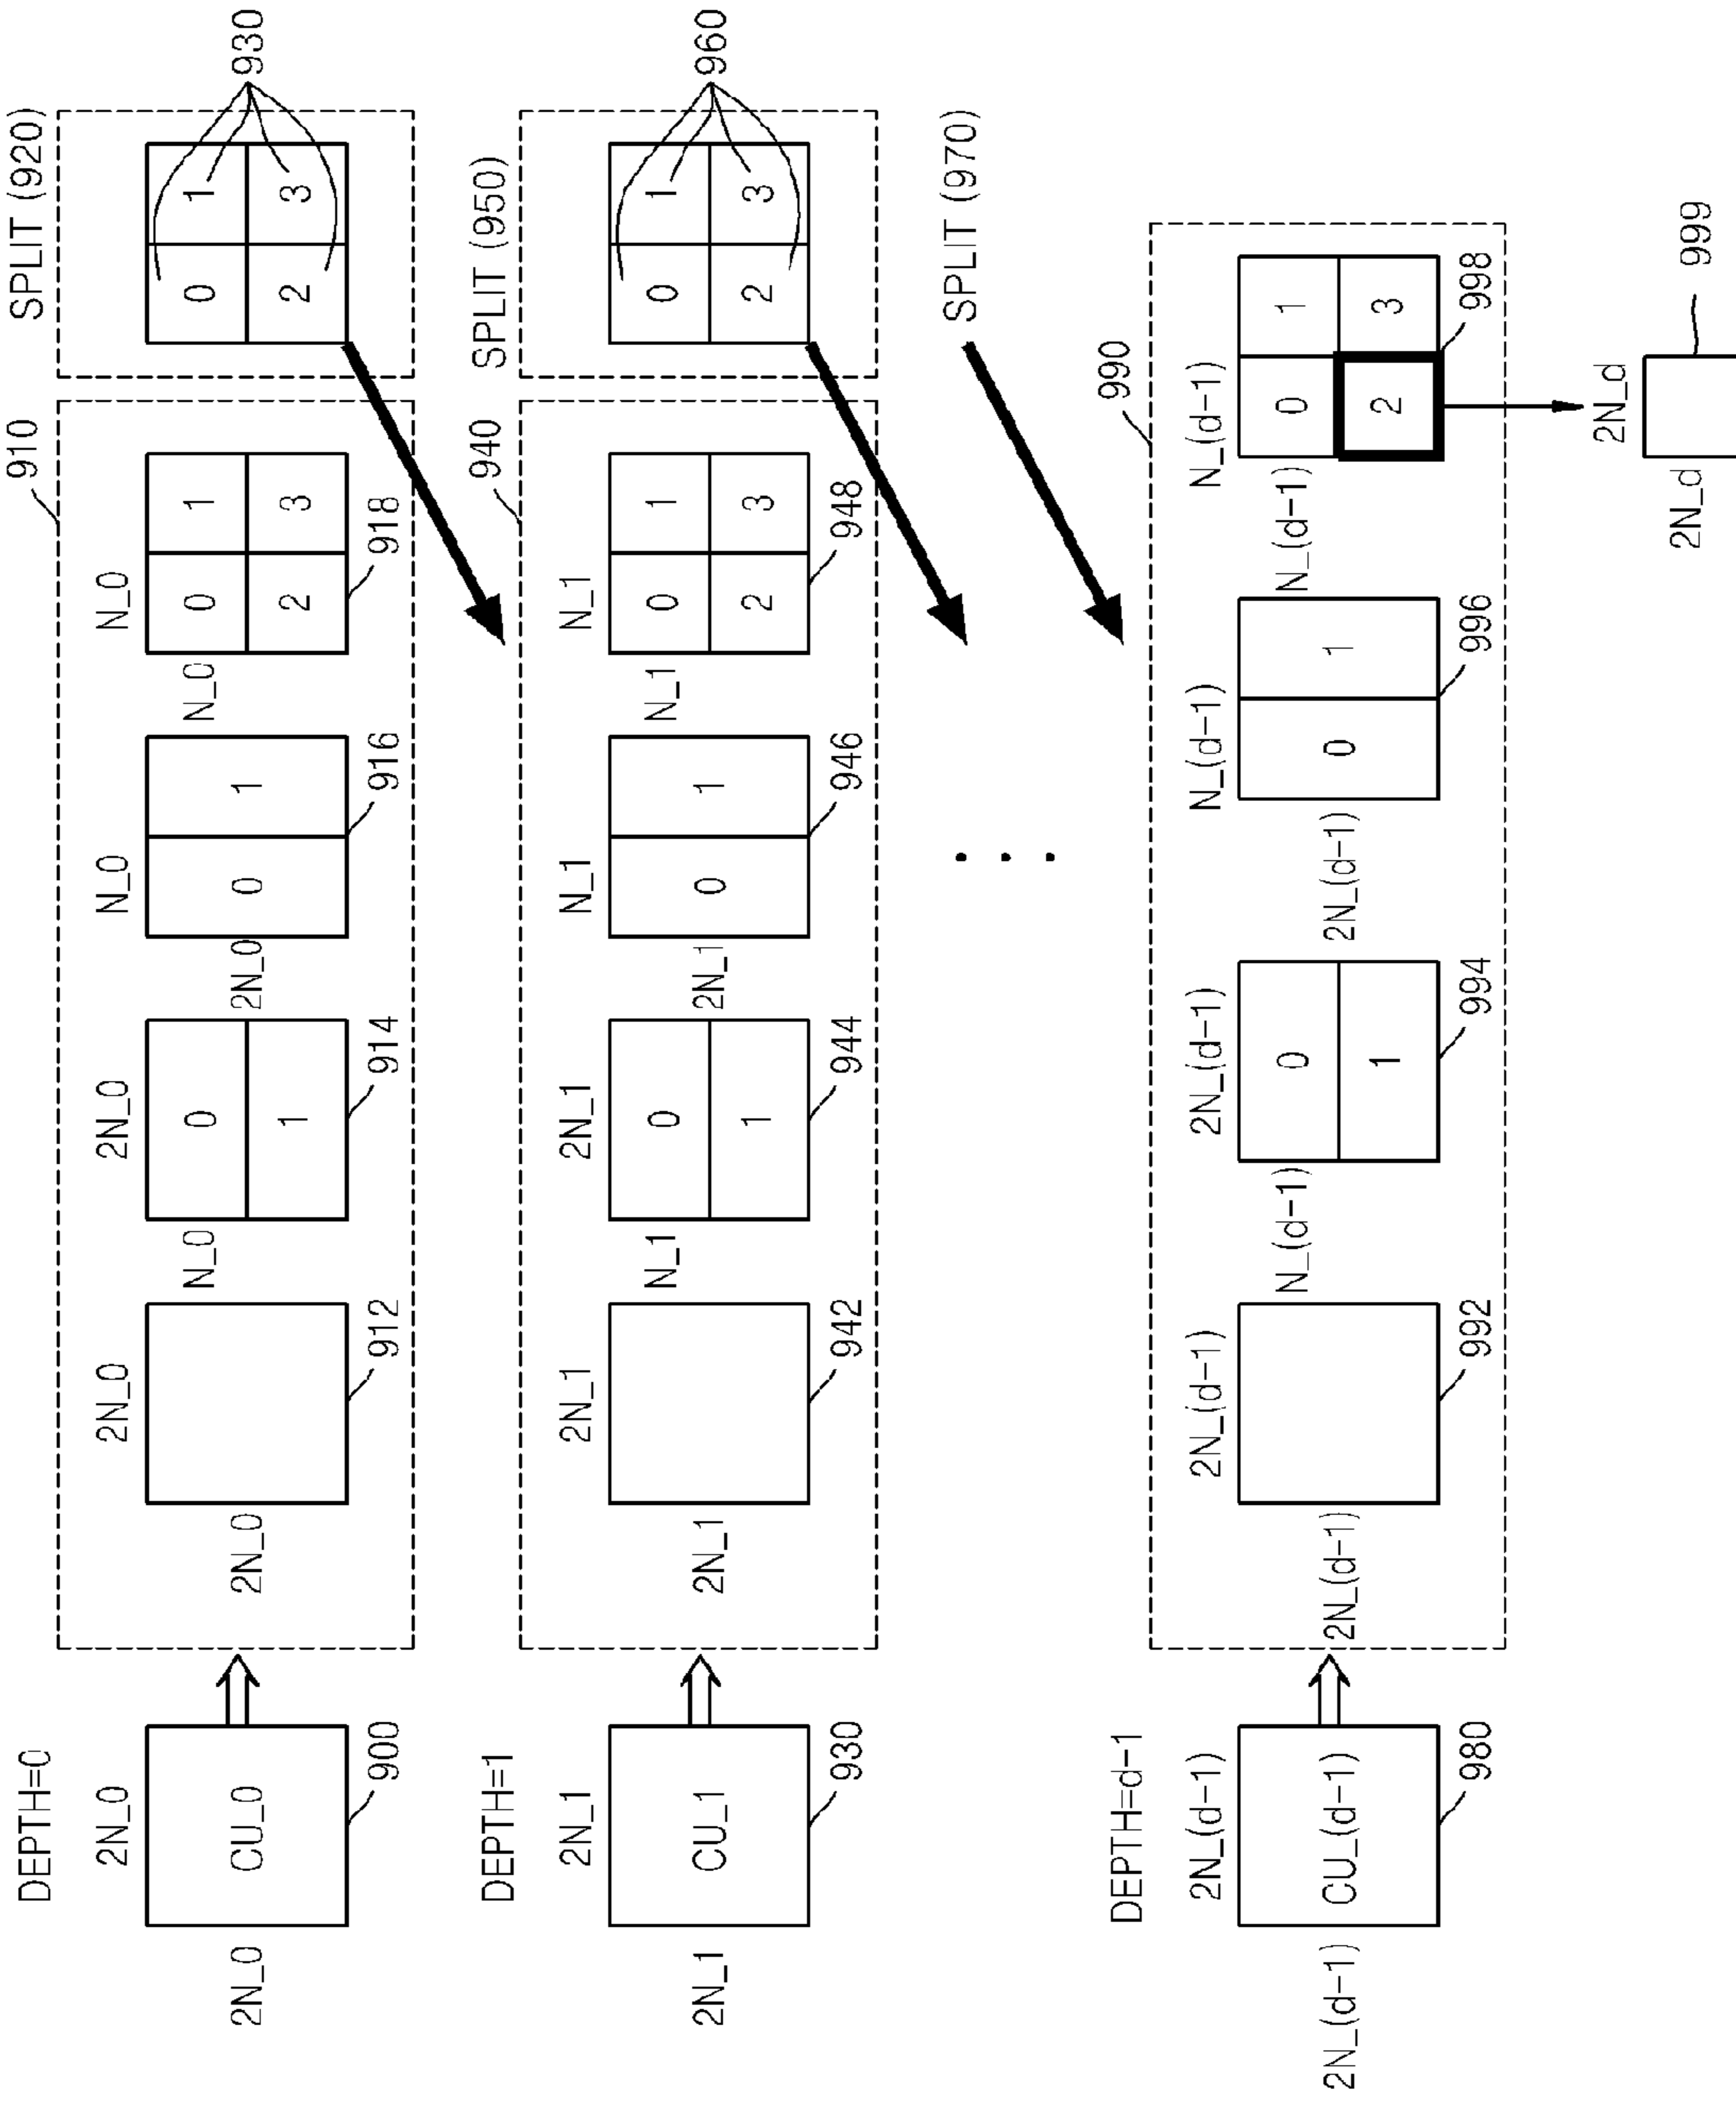 DEPTH=0
2N_0
2N_0
CU_0
900
910
2N_0
2N_0
912
2N_0
N_0
0
1
914
N_0
2N_0
0
1
916
N_0
N_0
0
1
2
3
918
SPLIT (920)
0
1
2
3
930
DEPTH=1
2N_1
2N_1
CU_1
930
940
2N_1
2N_1
942
2N_1
N_1
0
1
944
N_1
2N_1
0
1
946
N_1
N_1
0
1
2
3
948
SPLIT (950)
0
1
2
3
960
SPLIT (970)
DEPTH=d-1
2N_(d-1)
2N_(d-1)
CU_(d-1)
980
990
2N_(d-1)
2N_(d-1)
992
2N_(d-1)
N_(d-1)
0
1
994
N_(d-1)
2N_(d-1)
0
1
996
N_(d-1)
N_(d-1)
0
1
2
3
998
2N_d
2N_d
999